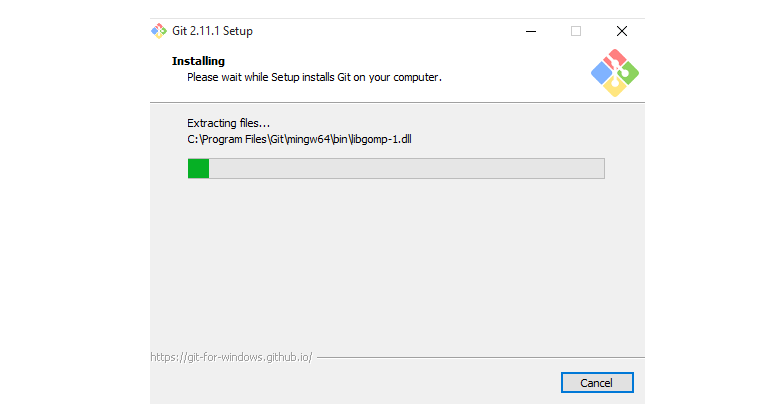 Git 2.11.1 Setup
Installing
Please wait while Setup installs Git on your computer.
Extracting files...
C:\Program Files\Git\mingw64\bin\libgomp-1.dll
https://git-for-windows.github.io/
Cancel